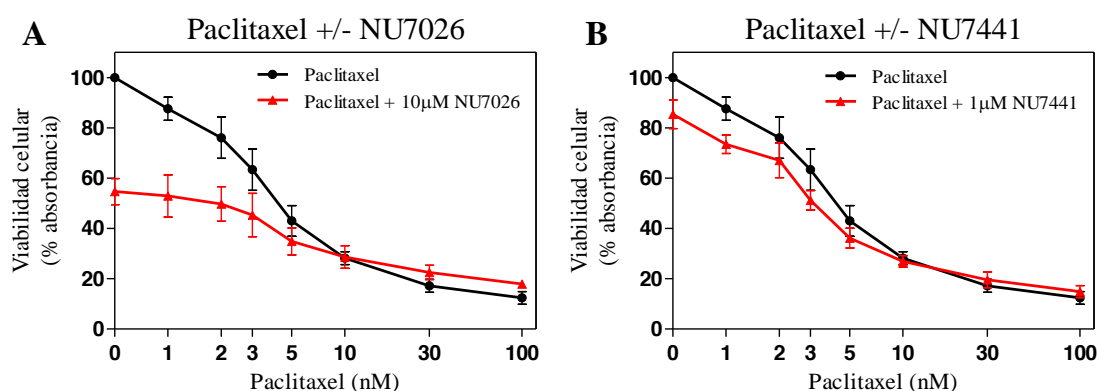 A
Paclitaxel +/- NU7026
Paclitaxel
Paclitaxel + 10µM NU7026
Viabilidad celular
(% absorbancia)
100
80
60
40
20
0
0 1 2 3 5 10 30 100
Paclitaxel (nM)
B
Paclitaxel +/- NU7441
Paclitaxel
Paclitaxel + 1µM NU7441
Viabilidad celular
(% absorbancia)
100
80
60
40
20
0
0 1 2 3 5 10 30 100
Paclitaxel (nM)